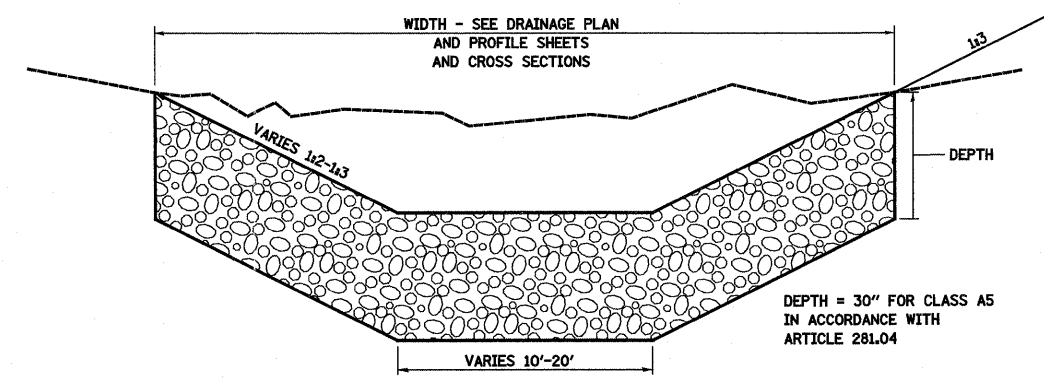 WIDTH - SEE DRAINAGE PLAN
AND PROFILE SHEETS
AND CROSS SECTIONS
1:3
VARIES 1:2-1:3
DEPTH
DEPTH = 30" FOR CLASS A5
IN ACCORDANCE WITH
ARTICLE 281.04
VARIES 10'-20'